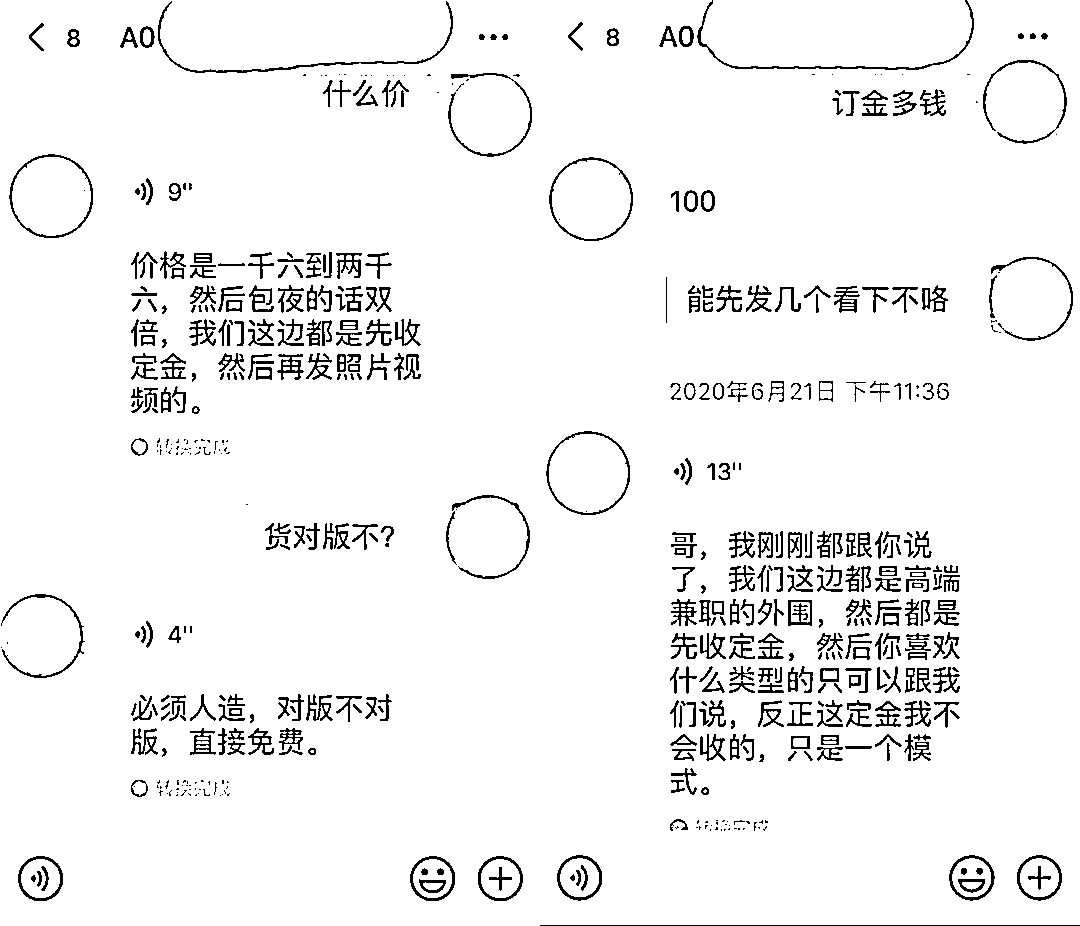 8
A0
什么价
9"
价格是一千六到两千
六，然后包夜的话双
倍，我们这边都是先收
定金，然后再发照片视
频的。
转换完成
货对版不？
4"
必须人造，对版不对
版，直接免费。
转换完成
8
A0
订金多钱
100
能先发几个看下不咯
2020年6月21日 下午11:36
13"
哥，我刚刚都跟你说
了，我们这边都是高端
兼职的外围，然后都是
先收定金，然后你喜欢
什么类型的只可以跟我
们说，反正这定金我不
会收的，只是一个模
式。
转换完成